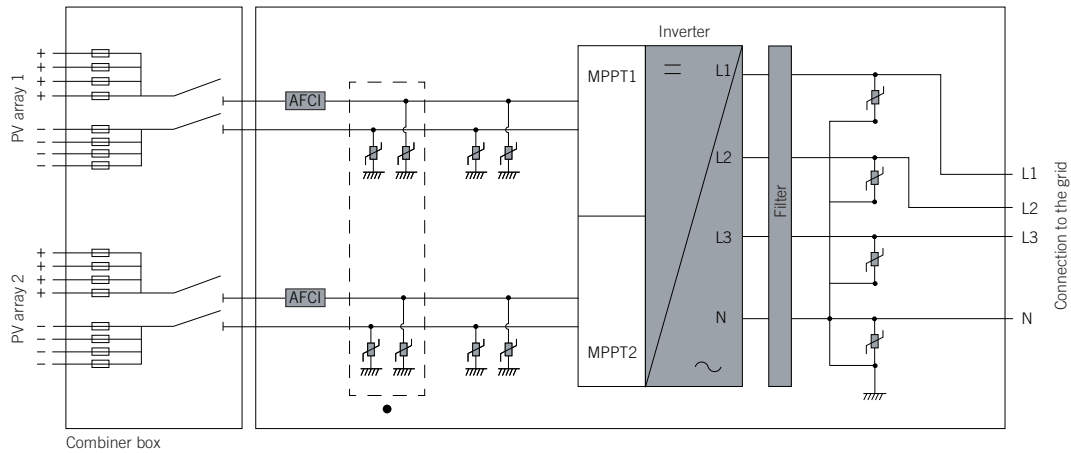 Inverter
PV array 1
+
+
+
+
−
−
−
−
AFCI
MPPT1
L1
L2
L3
N
Filter
L1
L2
L3
N
Connection to the grid
PV array 2
+
+
+
+
−
−
−
−
AFCI
MPPT2
Combiner box